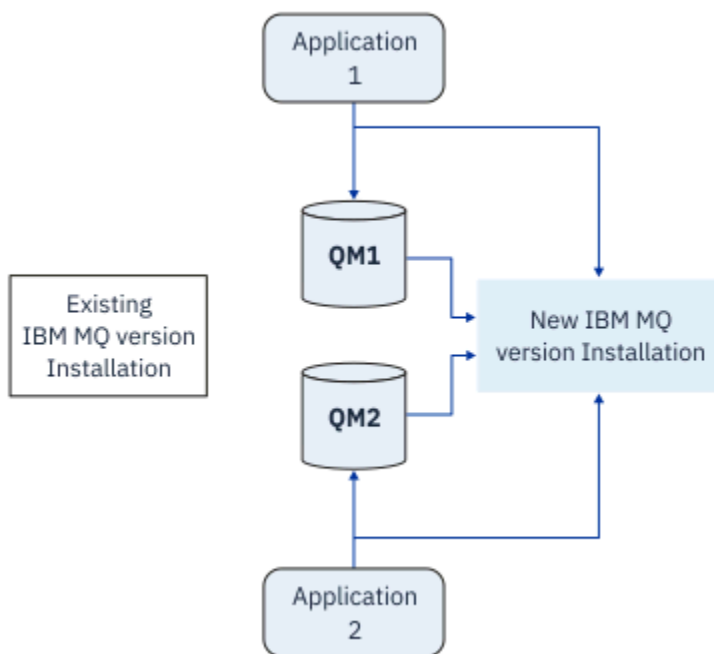 Application
1
QM1
Existing
IBM MQ version
Installation
New IBM MQ
version Installation
QM2
Application
2